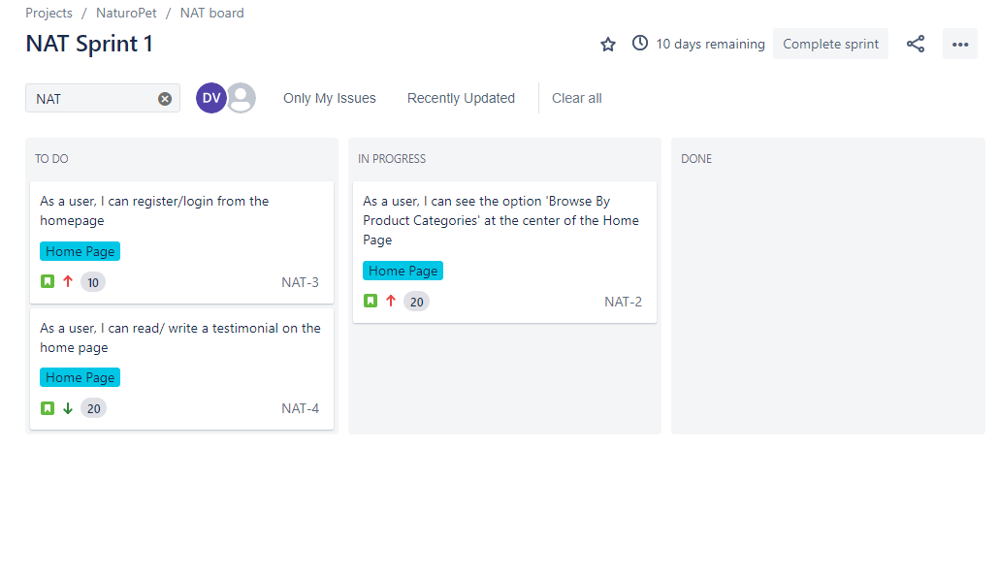 Projects / NaturoPet / NAT board
NAT Sprint 1
10 days remaining
Complete sprint
NAT
DV
Only My Issues
Recently Updated
Clear all
TO DO
As a user, I can register/login from the
homepage
Home Page
10
NAT-3
As a user, I can read/ write a testimonial on the
home page
Home Page
20
NAT-4
IN PROGRESS
As a user, I can see the option 'Browse By
Product Categories' at the center of the Home
Page
Home Page
20
NAT-2
DONE